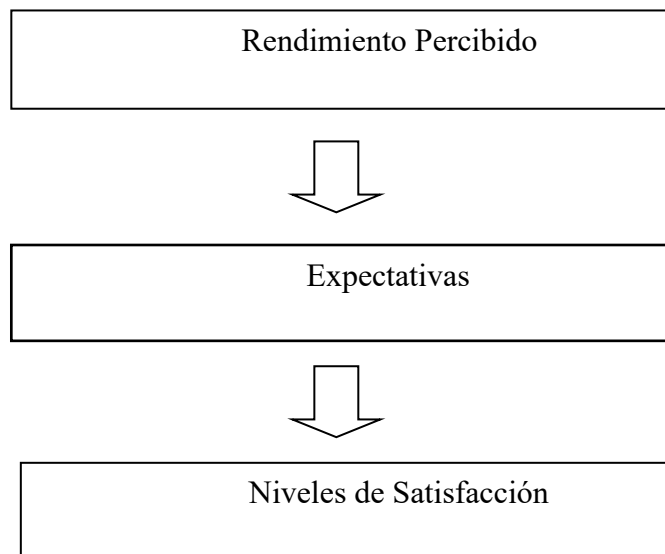 Rendimiento Percibido
Expectativas
Niveles de Satisfacción